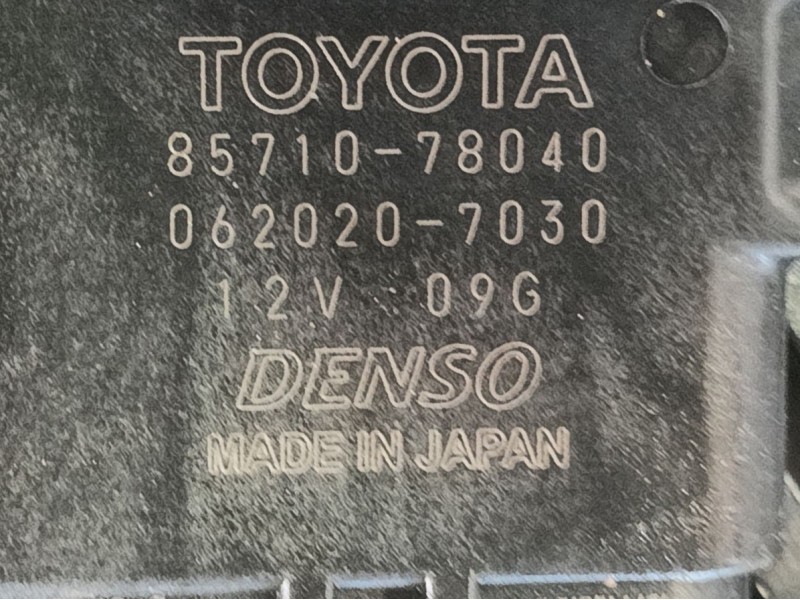 TOYOTA
85710-78040
062020-7030
12V 09G
DENSO
MADE IN JAPAN